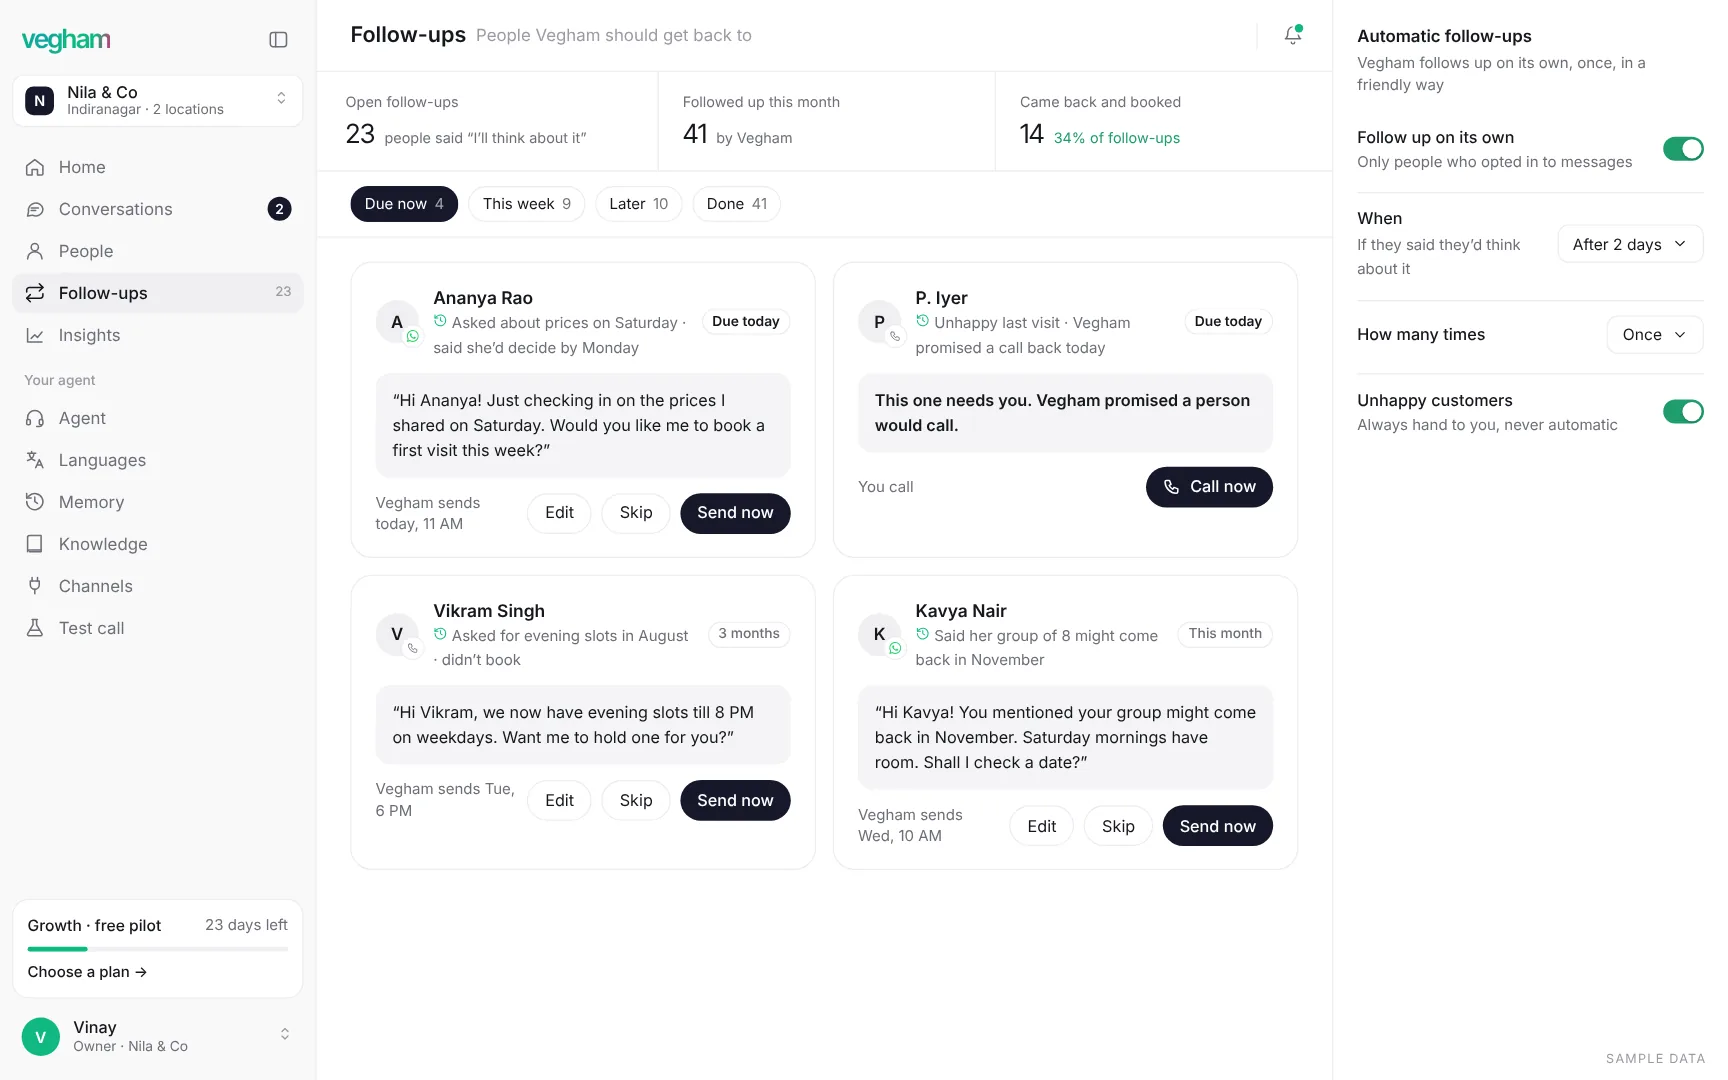 vegham
N
Nila & Co
Indiranagar · 2 locations
Home
Conversations 2
People
Follow-ups 23
Insights
Your agent
Agent
Languages
Memory
Knowledge
Channels
Test call
Growth · free pilot 23 days left
Choose a plan →
V
Vinay
Owner · Nila & Co
Follow-ups People Vegham should get back to
Open follow-ups
23 people said “I’ll think about it”
Followed up this month
41 by Vegham
Came back and booked
14 34% of follow-ups
Due now 4
This week 9
Later 10
Done 41
A
Ananya Rao
Asked about prices on Saturday ·
said she’d decide by Monday
Due today
“Hi Ananya! Just checking in on the prices I
shared on Saturday. Would you like me to book a
first visit this week?”
Vegham sends
today, 11 AM
Edit
Skip
Send now
P
P. Iyer
Unhappy last visit · Vegham
promised a call back today
Due today
This one needs you. Vegham promised a person
would call.
You call
Call now
V
Vikram Singh
Asked for evening slots in August
· didn’t book
3 months
“Hi Vikram, we now have evening slots till 8 PM
on weekdays. Want me to hold one for you?”
Vegham sends Tue,
6 PM
Edit
Skip
Send now
K
Kavya Nair
Said her group of 8 might come
back in November
This month
“Hi Kavya! You mentioned your group might come
back in November. Saturday mornings have
room. Shall I check a date?”
Vegham sends
Wed, 10 AM
Edit
Skip
Send now
Automatic follow-ups
Vegham follows up on its own, once, in a
friendly way
Follow up on its own
Only people who opted in to messages
When
If they said they’d think
about it
After 2 days
How many times
Once
Unhappy customers
Always hand to you, never automatic
SAMPLE DATA